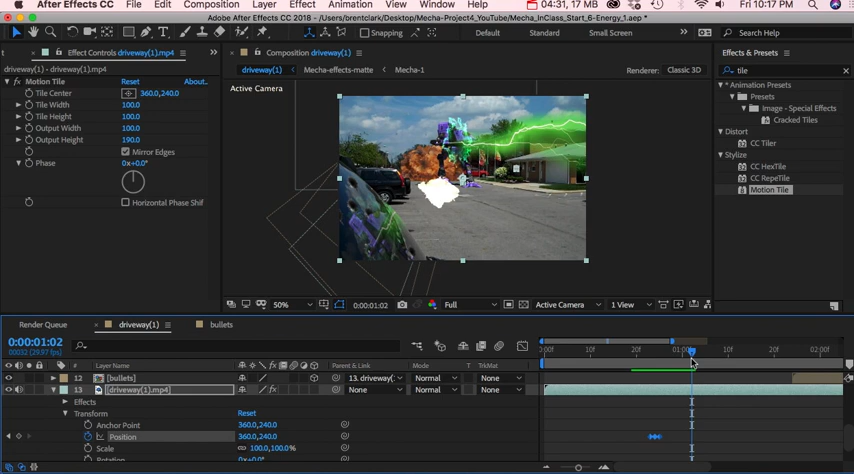 After Effects CC File Edit Composition Layer Effect Animation View Window 04:31, 17 MB Fri 10:17 PM
Adobe After Effects CC 2018 - /Users/brentclark/Desktop/Mecha-Project4_YouTube/Mecha_InClass_Start_6-Energy_1.aep *
Snapping Default Standard Small Screen Search Help
Effect Controls driveway(1).mp4
Composition driveway(1)
Effects & Presets
driveway(1) • driveway(1).mp4
driveway(1) Mecha-effects-matte Mecha-1
Renderer: Classic 3D
tile
fx Motion Tile Reset About..
Active Camera
* Animation Presets
Tile Center 360.0,240.0
Presets
Tile Width 100.0
Image - Special Effects
Tile Height 100.0
Cracked Tiles
Output Width 100.0
Distort
Output Height 190.0
CC Tiler
Mirror Edges
Stylize
Phase 0x+0.0°
CC HexTile
CC RepeTile
Motion Tile
Horizontal Phase Shif
50% 0:00:01:02 Full Active Camera 1 View
Render Queue driveway(1) bullets
0:00:01:02
00032 (29.97 fps)
0:00f 10f 20f 01:00f 10f 20f 02:00f
# Layer Name Parent & Link Mode T TrkMat
12 [bullets] 13. driveway(: Normal None
13 [driveway(1).mp4] fx None Normal None
Effects
Transform Reset
Anchor Point 360.0,240.0
Position 360.0,240.0
Scale 100.0,100.0%
Rotation 0x+0.0°